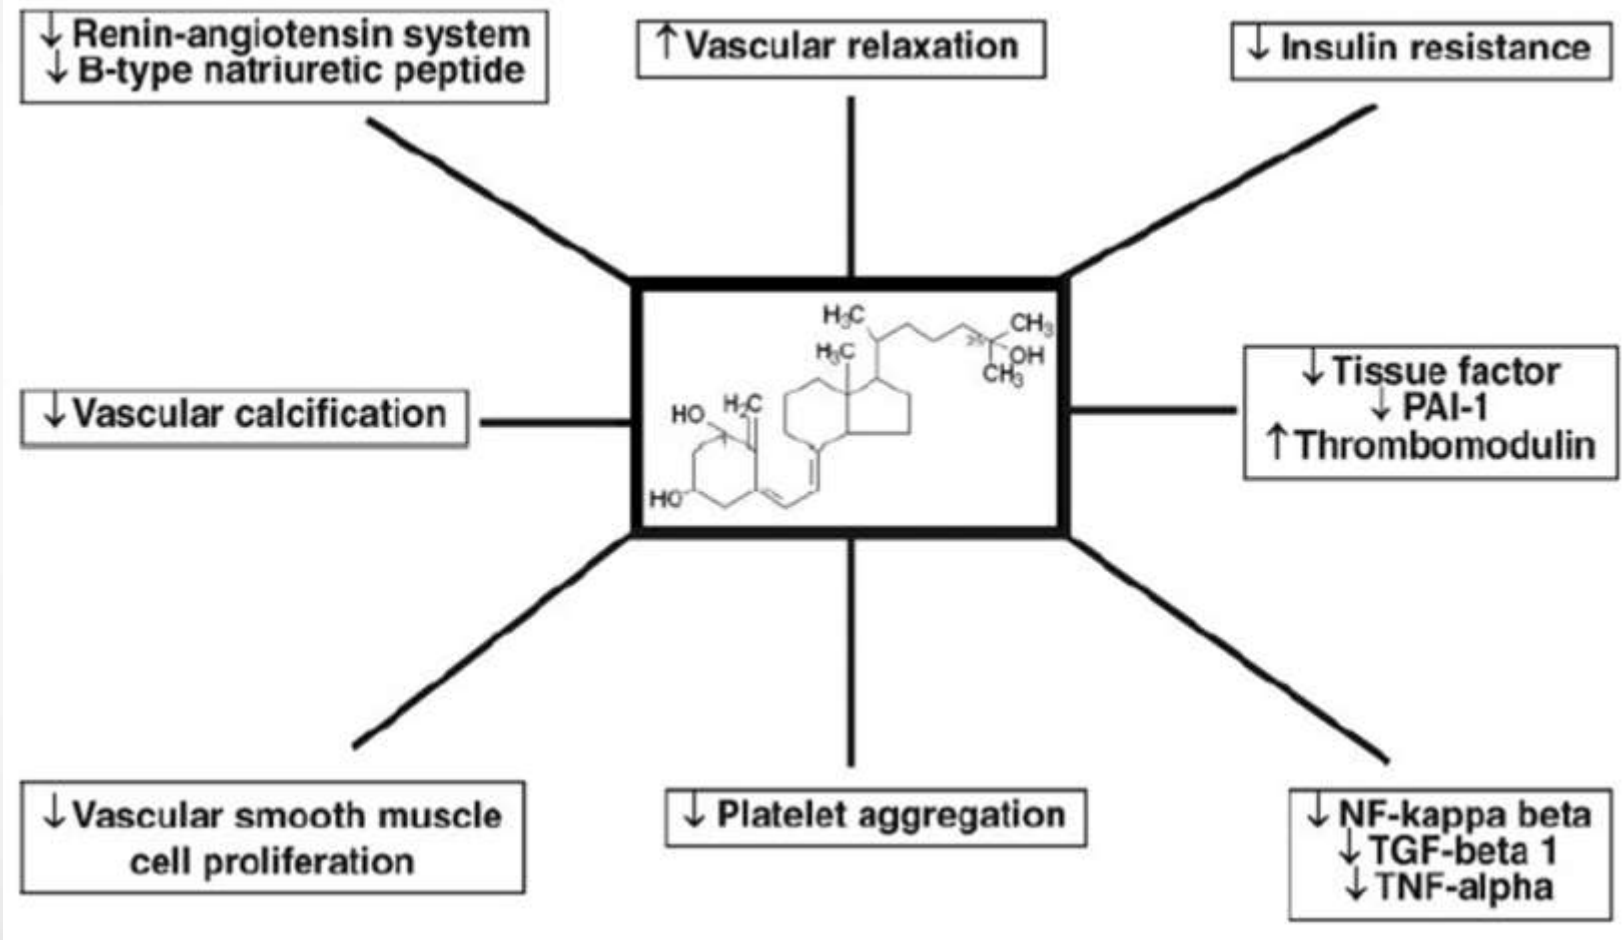 ↓ Renin-angiotensin system
↓ B-type natriuretic peptide
↑ Vascular relaxation
↓ Insulin resistance
↓ Vascular calcification
H₃C
CH₃
H₃C
OH
25
CH₃
HO
H₂C
HO
↓ Tissue factor
↓ PAI-1
↑ Thrombomodulin
↓ Vascular smooth muscle
cell proliferation
↓ Platelet aggregation
↓ NF-kappa beta
↓ TGF-beta 1
↓ TNF-alpha